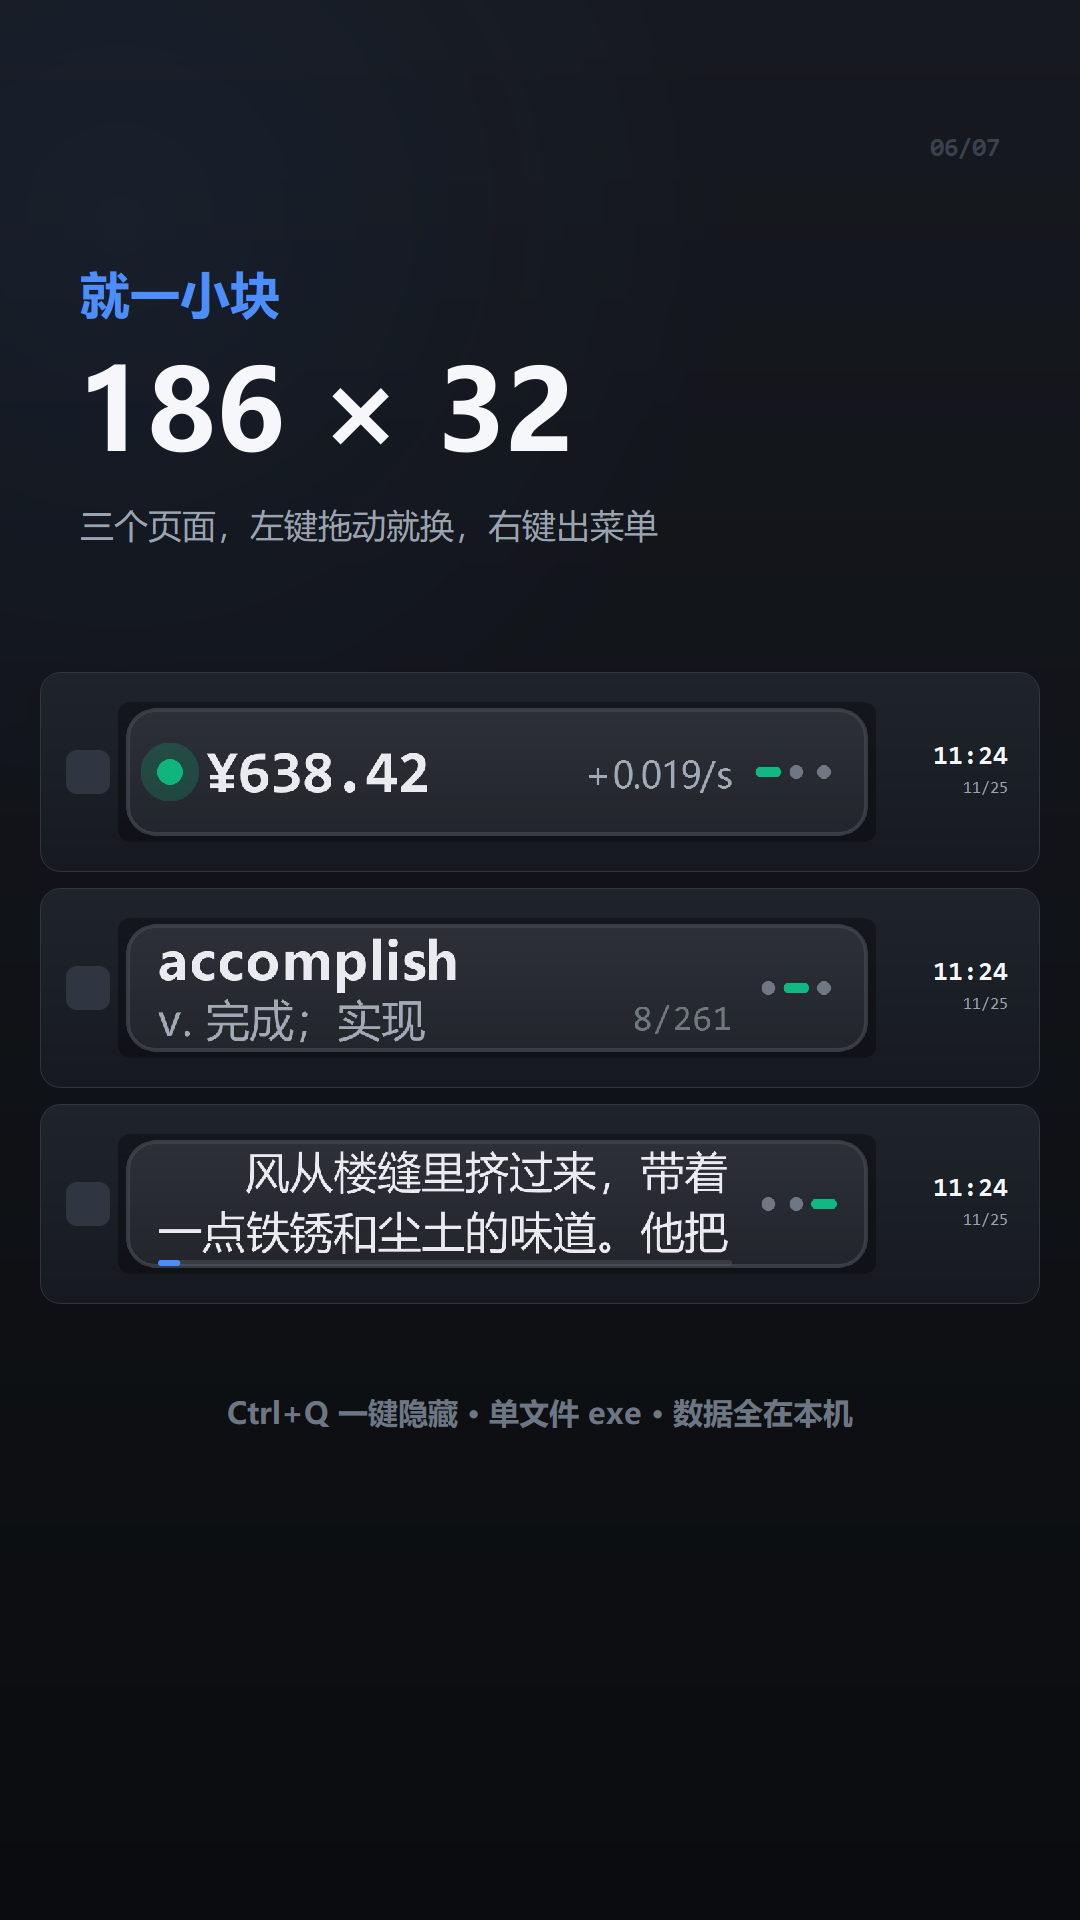 06/07
就一小块
186 × 32
三个页面，左键拖动就换，右键出菜单
¥638.42 +0.019/s
11:24
11/25
accomplish
v. 完成；实现 8/261
11:24
11/25
风从楼缝里挤过来，带着
一点铁锈和尘土的味道。他把
11:24
11/25
Ctrl+Q 一键隐藏 · 单文件 exe · 数据全在本机